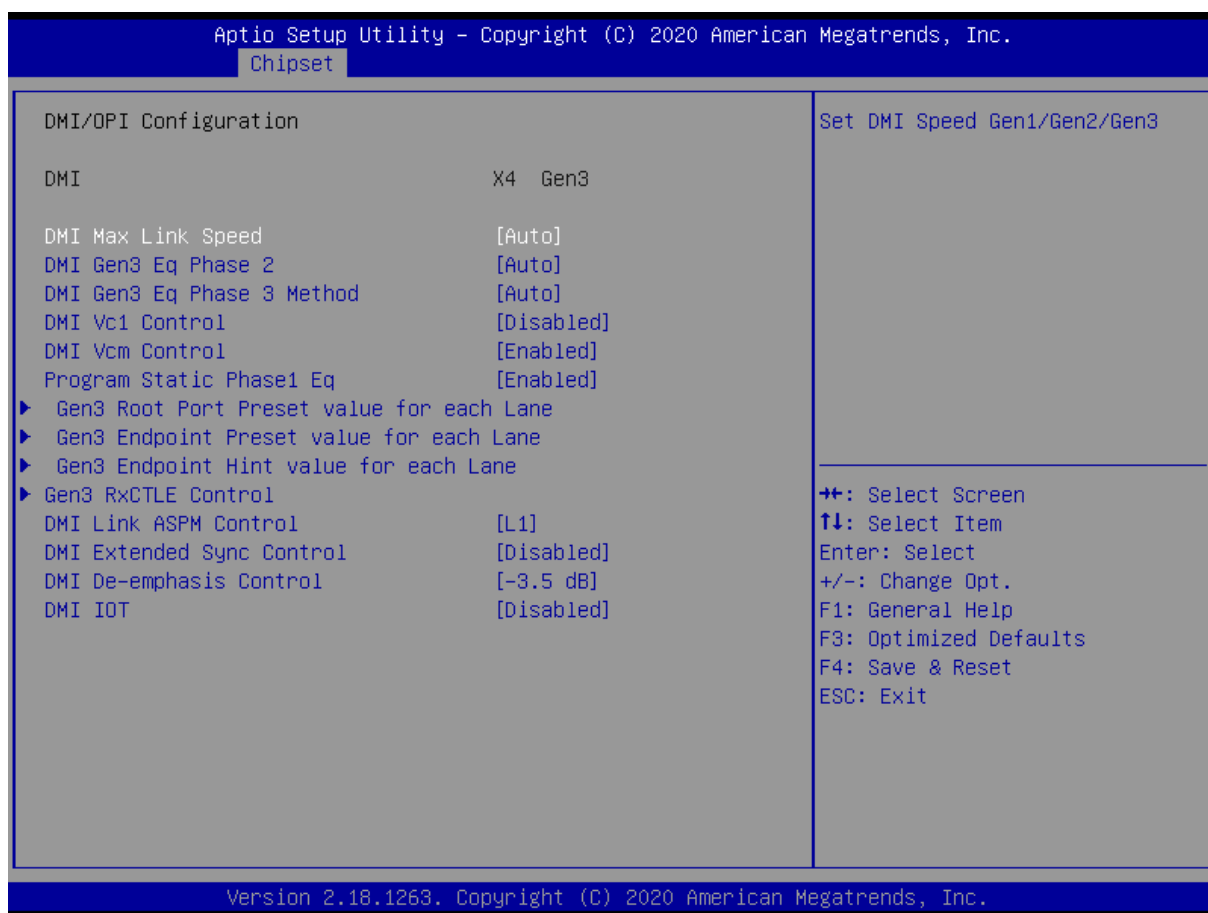 Aptio Setup Utility – Copyright (C) 2020 American Megatrends, Inc.
Chipset
DMI/OPI Configuration
DMI X4 Gen3
DMI Max Link Speed [Auto]
DMI Gen3 Eq Phase 2 [Auto]
DMI Gen3 Eq Phase 3 Method [Auto]
DMI Vc1 Control [Disabled]
DMI Vcm Control [Enabled]
Program Static Phase1 Eq [Enabled]
Gen3 Root Port Preset value for each Lane
Gen3 Endpoint Preset value for each Lane
Gen3 Endpoint Hint value for each Lane
Gen3 RxCTLE Control
DMI Link ASPM Control [L1]
DMI Extended Sync Control [Disabled]
DMI De-emphasis Control [-3.5 dB]
DMI IOT [Disabled]
Set DMI Speed Gen1/Gen2/Gen3
→←: Select Screen
↑↓: Select Item
Enter: Select
+/-: Change Opt.
F1: General Help
F3: Optimized Defaults
F4: Save & Reset
ESC: Exit
Version 2.18.1263. Copyright (C) 2020 American Megatrends, Inc.